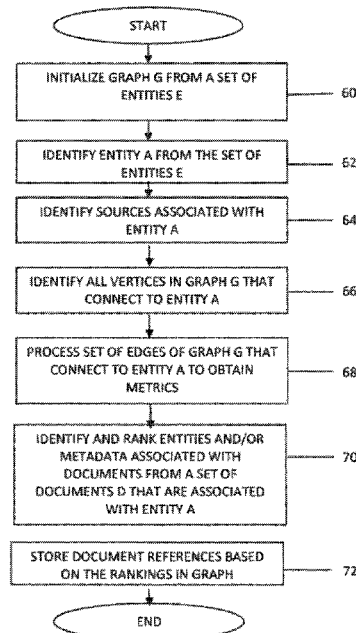 START
INITIALIZE GRAPH G FROM A SET OF
ENTITIES E
60
IDENTIFY ENTITY A FROM THE SET OF
ENTITIES E
62
IDENTIFY SOURCES ASSOCIATED WITH
ENTITY A
64
IDENTIFY ALL VERTICES IN GRAPH G THAT
CONNECT TO ENTITY A
66
PROCESS SET OF EDGES OF GRAPH G THAT
CONNECT TO ENTITY A TO OBTAIN
METRICS
68
IDENTIFY AND RANK ENTITIES AND/OR
METADATA ASSOCIATED WITH
DOCUMENTS FROM A SET OF
DOCUMENTS D THAT ARE ASSOCIATED
WITH ENTITY A
70
STORE DOCUMENT REFERENCES BASED
ON THE RANKINGS IN GRAPH
72
END